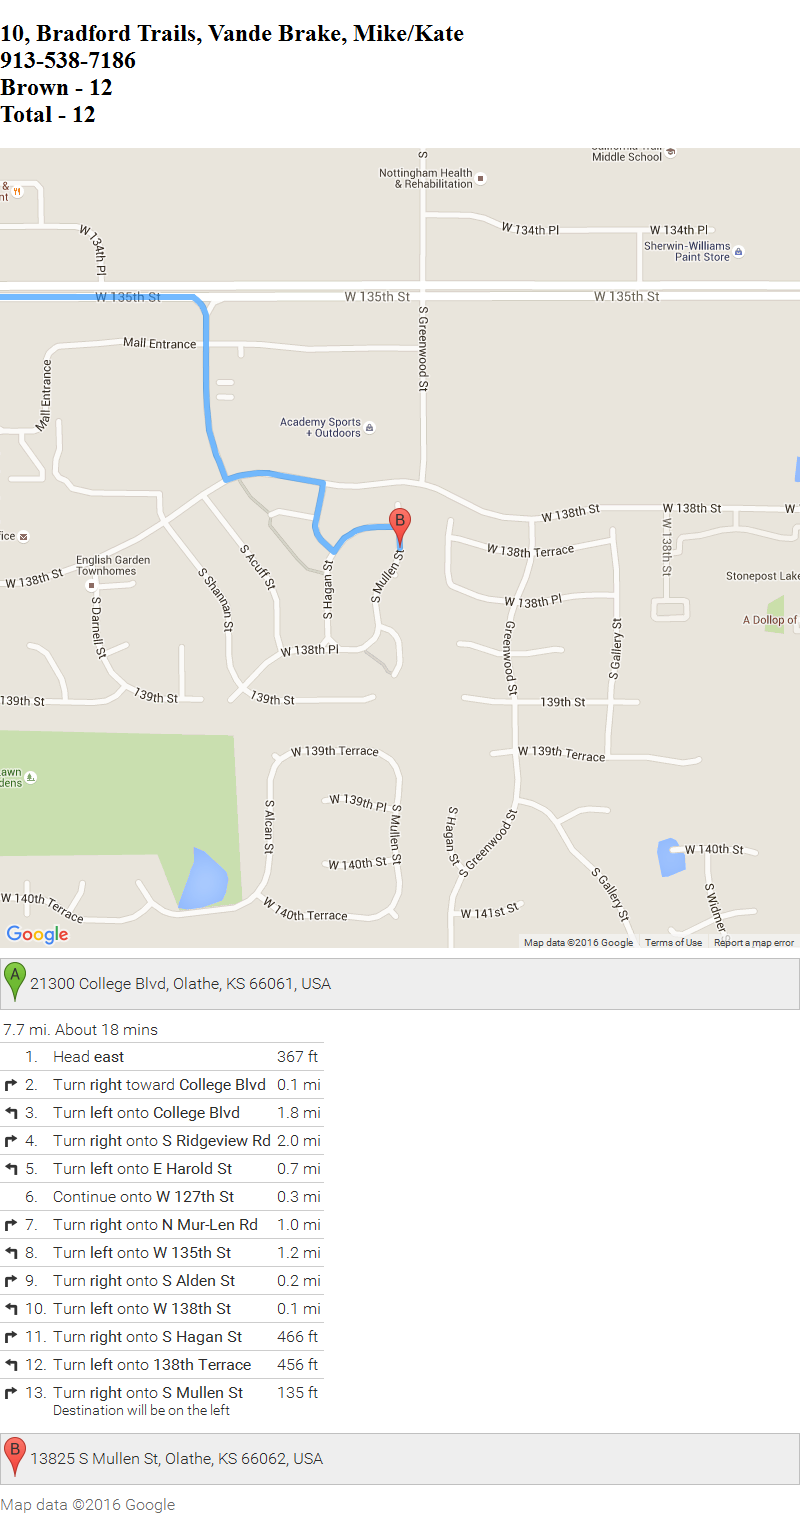 10, Bradford Trails, Vande Brake, Mike/Kate
913-538-7186
Brown - 12
Total - 12
Middle School
Nottingham Health
& Rehabilitation
S
&
nt
W 134th Pl
W 134th Pl
W 134th Pl
Sherwin-Williams
Paint Store
W 135th St
W 135th St
W 135th St
Mall Entrance
S Greenwood St
Mall Entrance
Academy Sports
+ Outdoors
W 138th St
W 138th St
W
B
fice
W 138th Terrace
W 138th St
English Garden
Townhomes
S Acuff St
S Mullen St
W 138th St
S Shannan St
S Hagan St
Stonepost Lake
W 138th Pl
S Darnell St
A Dollop of
Greenwood St
S Gallery St
W 138th Pl
139th St
139th St
139th St
139th St
W 139th Terrace
W 139th Terrace
awn
dens
W 139th Pl
S Alcan St
S Mullen St
S Hagan St
S Greenwood St
W 140th St
W 140th St
S Gallery St
S Widmer
W 140th Terrace
W 140th Terrace
W 141st St
Google
Map data ©2016 Google Terms of Use Report a map error
A 21300 College Blvd, Olathe, KS 66061, USA
7.7 mi. About 18 mins
1. Head east 367 ft
2. Turn right toward College Blvd 0.1 mi
3. Turn left onto College Blvd 1.8 mi
4. Turn right onto S Ridgeview Rd 2.0 mi
5. Turn left onto E Harold St 0.7 mi
6. Continue onto W 127th St 0.3 mi
7. Turn right onto N Mur-Len Rd 1.0 mi
8. Turn left onto W 135th St 1.2 mi
9. Turn right onto S Alden St 0.2 mi
10. Turn left onto W 138th St 0.1 mi
11. Turn right onto S Hagan St 466 ft
12. Turn left onto 138th Terrace 456 ft
13. Turn right onto S Mullen St 135 ft
Destination will be on the left
B 13825 S Mullen St, Olathe, KS 66062, USA
Map data ©2016 Google